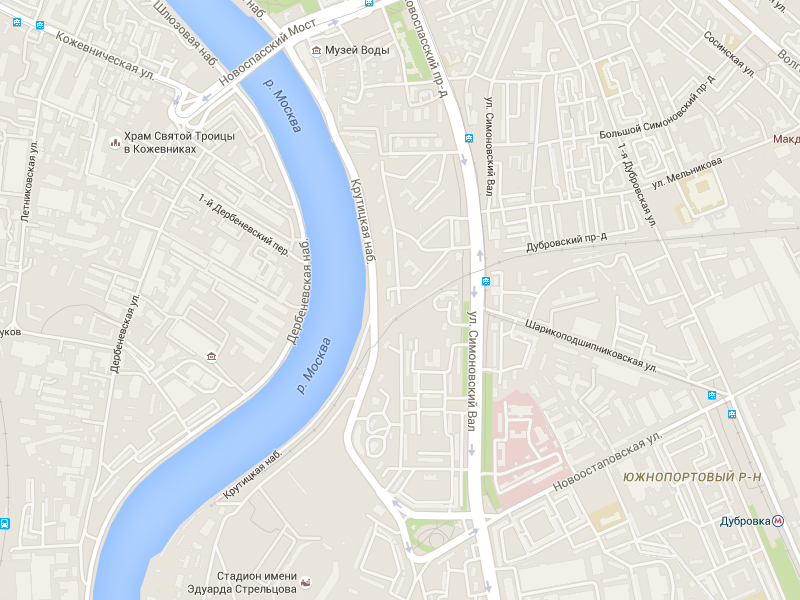 Шлюзовая наб.
Новоспасский Мост
Новоспасский пр-д
Кожевническая ул.
Музей Воды
Сосинская ул.
Волг
р. Москва
ул. Симоновский Вал
Большой Симоновский пр-д
Макд
Храм Святой Троицы
в Кожевниках
Летниковская ул.
1-я Дубровская ул.
ул. Мельникова
Крутицкая наб.
1-й Дербеневский пер.
Дубровский пр-д
Дербеневская наб.
Дербеневская ул.
уков
ул. Симоновский Вал
Шарикоподшипниковская ул.
р. Москва
Новоостаповская ул.
Крутицкая наб.
ЮЖНОПОРТОВЫЙ Р-Н
Дубровка
М
Стадион имени
Эдуарда Стрельцова